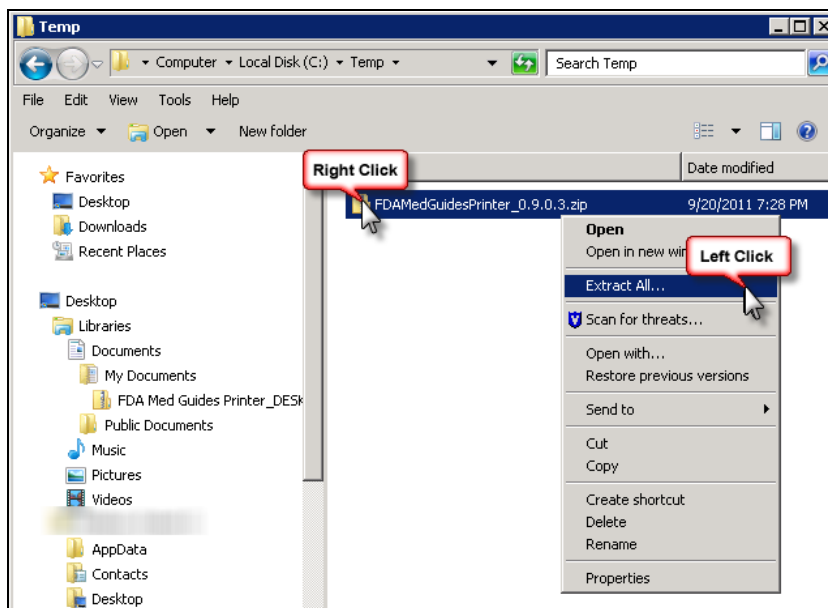 Temp
Computer Local Disk (C:) Temp
Search Temp
File Edit View Tools Help
Organize Open New folder
Date modified
Right Click
FDAMedGuidesPrinter_0.9.0.3.zip 9/20/2011 7:28 PM
Favorites
Desktop
Downloads
Recent Places
Desktop
Libraries
Documents
My Documents
FDA Med Guides Printer_DESK
Public Documents
Music
Pictures
Videos
AppData
Contacts
Desktop
Open
Open in new win
Left Click
Extract All...
Scan for threats...
Open with...
Restore previous versions
Send to
Cut
Copy
Create shortcut
Delete
Rename
Properties